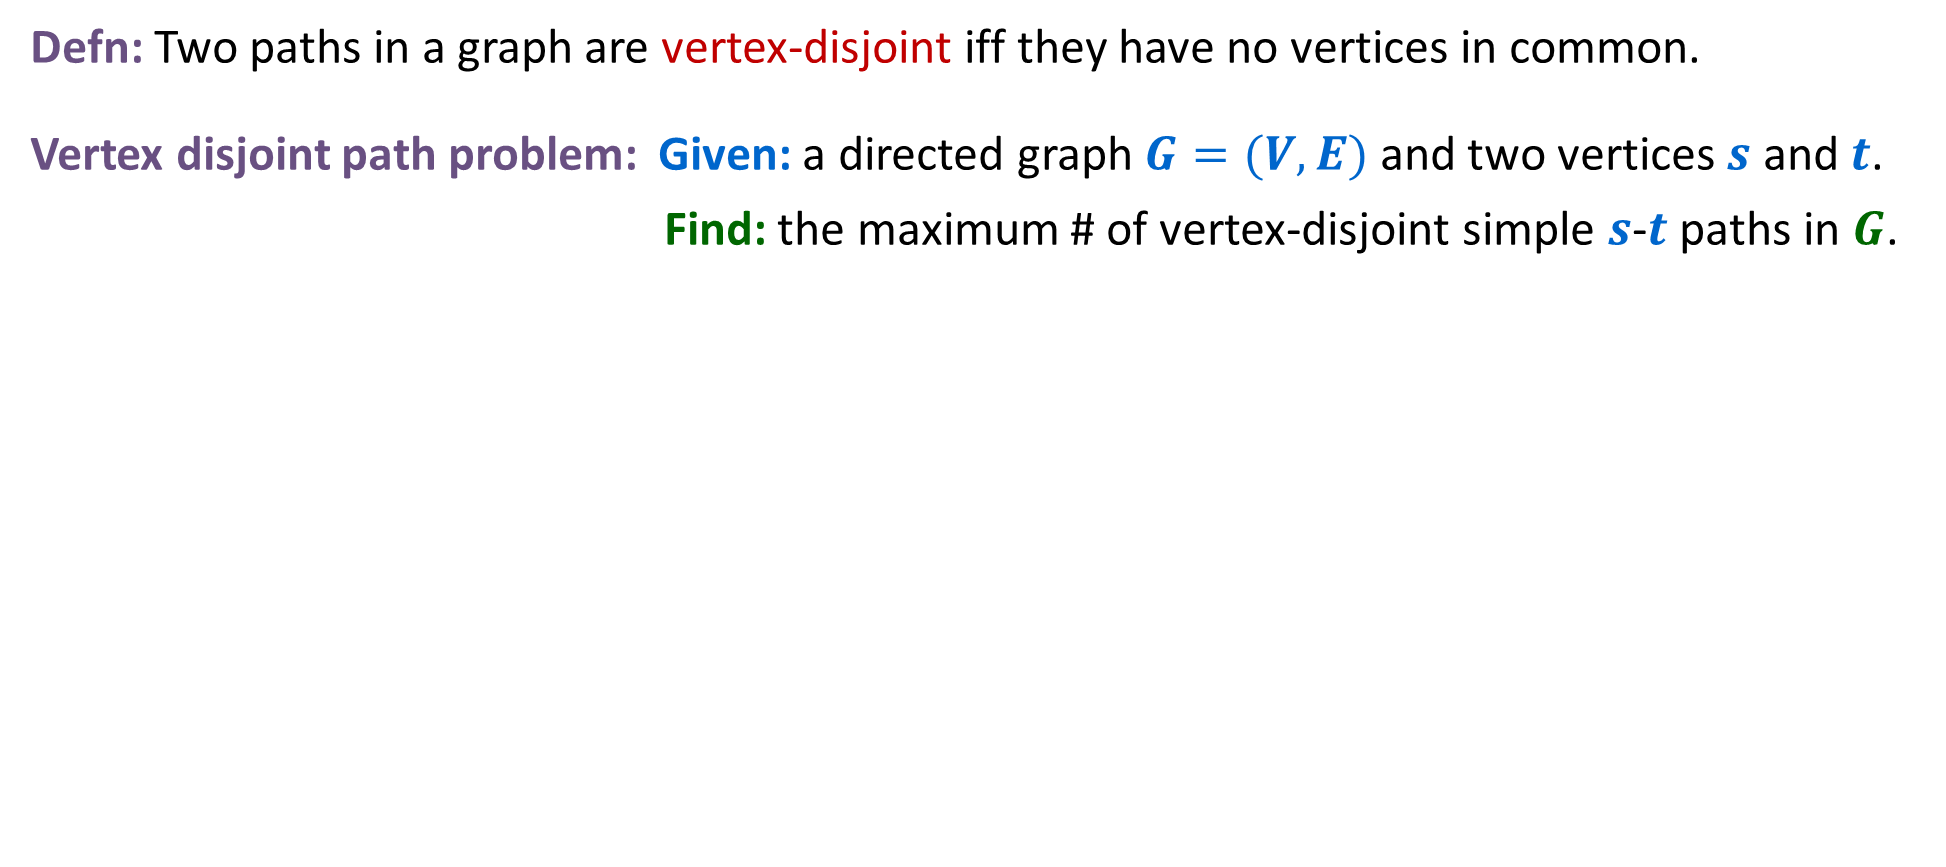 Defn: Two paths in a graph are vertex-disjoint iff they have no vertices in common.
Vertex disjoint path problem: Given: a directed graph G = (V, E) and two vertices s and t.
Find: the maximum # of vertex-disjoint simple s-t paths in G.